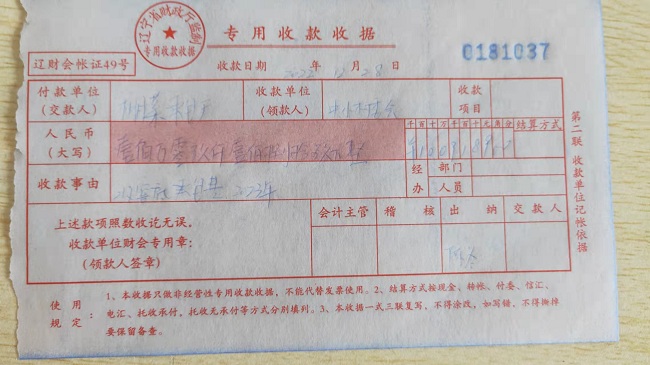 辽宁省财政厅监制
专用收款收据
专用收款收据
辽财会帐证49号
收款日期 2022 年 12 月 28 日
0181037
付款单位
(交款人)
收款单位
(领款人)
收款
项目
人民币
(大写)
千百十万千百十元角分
结算方式
收款事由
2023年
经
办
部门
人员
上述款项照数收讫无误。
收款单位财会专用章:
(领款人签章)
会计主管
稽核
出纳
交款人
第二联 收款单位记帐依据
使用
规定:
1、本收据只做非经营性专用收款收据,不能代替发票使用。2、结算方式按现金、转帐、付委、信汇、
电汇、托收承付,托收无承付等方式分别填列。3、本收据一式三联复写,不得涂改,如写错,不得撕掉
要保留备查。